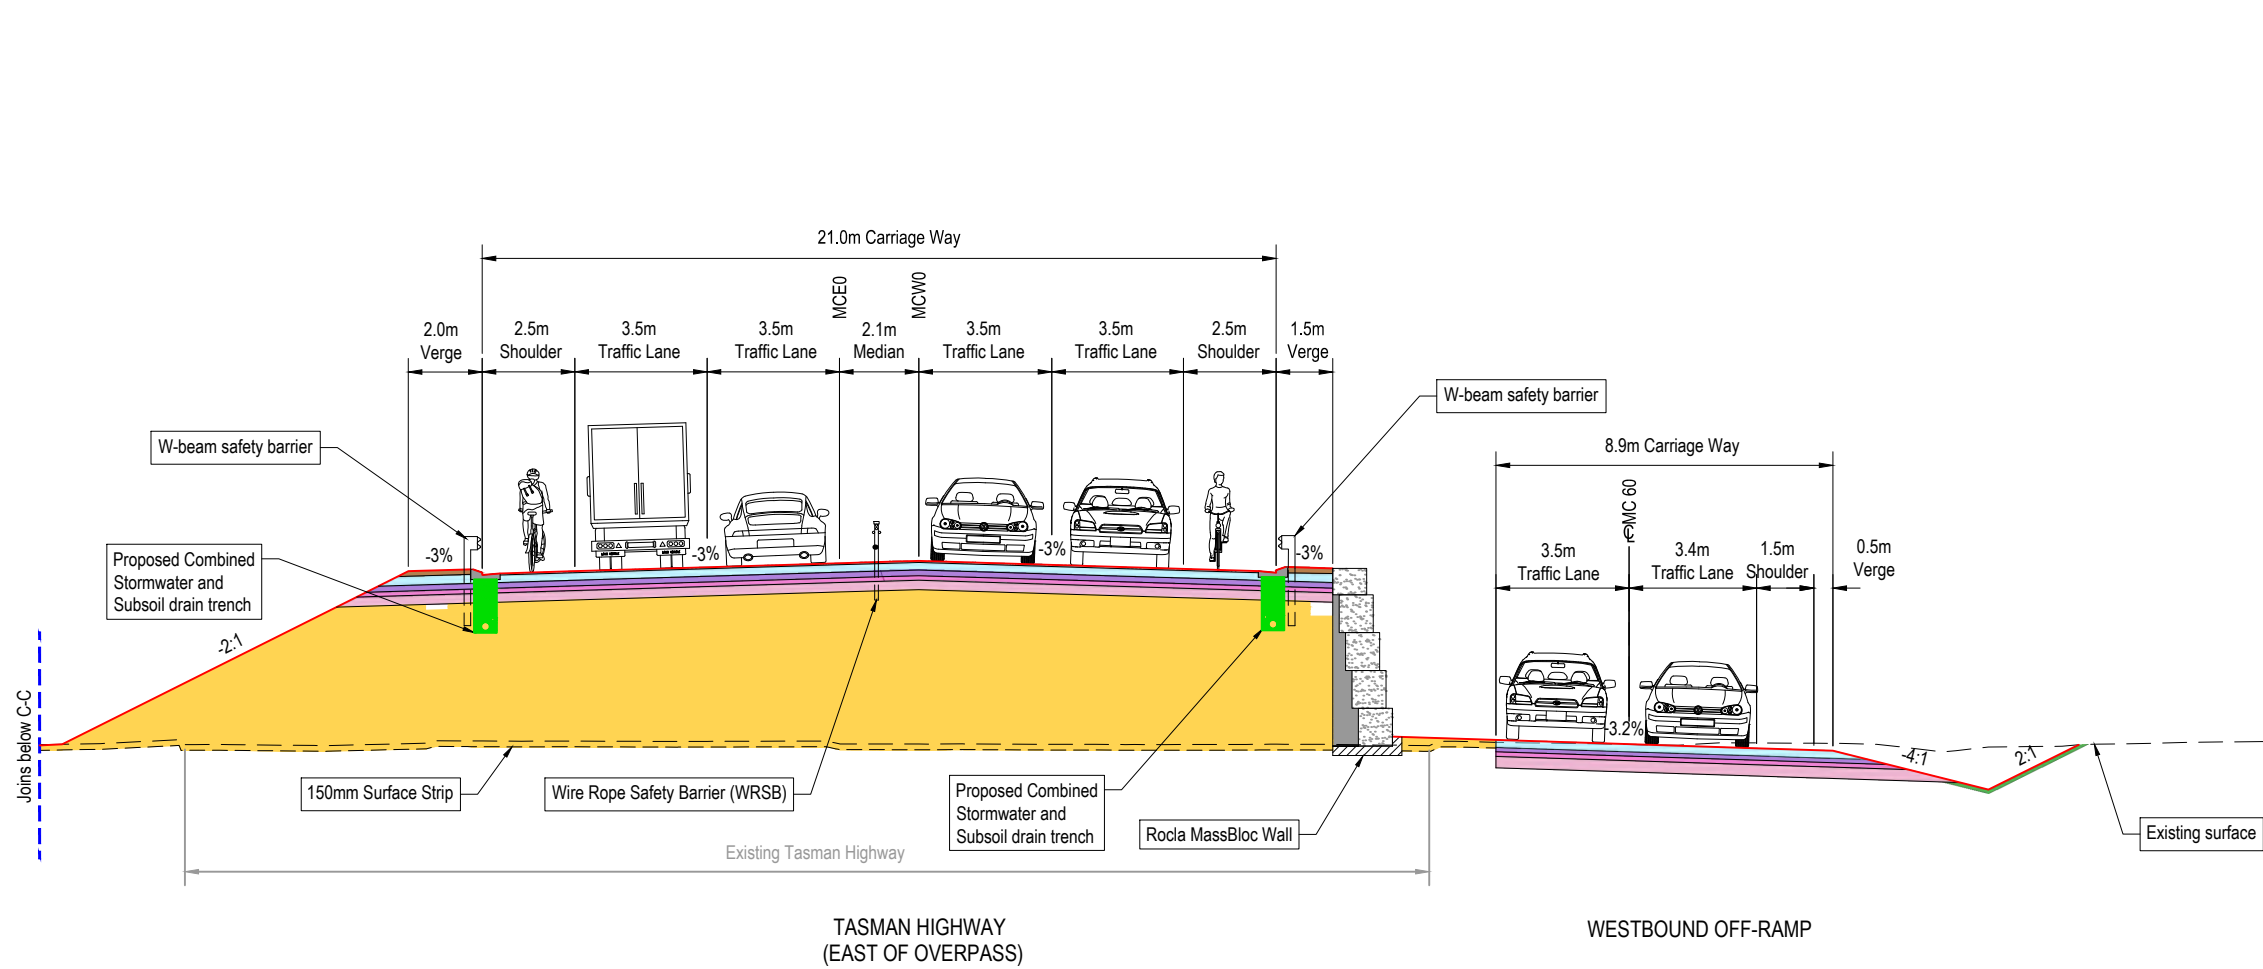 21.0m Carriage Way
MCE0
MCW0
2.0m
Verge
2.5m
Shoulder
3.5m
Traffic Lane
3.5m
Traffic Lane
2.1m
Median
3.5m
Traffic Lane
3.5m
Traffic Lane
2.5m
Shoulder
1.5m
Verge
W-beam safety barrier
W-beam safety barrier
8.9m Carriage Way
MC 60
3.5m
Traffic Lane
3.4m
Traffic Lane
1.5m
Shoulder
0.5m
Verge
-3%
-3%
-3%
-3%
Proposed Combined
Stormwater and
Subsoil drain trench
-2:1
Joins below C-C
-3.2%
-4:1
2:1
150mm Surface Strip
Wire Rope Safety Barrier (WRSB)
Proposed Combined
Stormwater and
Subsoil drain trench
Rocla MassBloc Wall
Existing surface
Existing Tasman Highway
TASMAN HIGHWAY
(EAST OF OVERPASS)
WESTBOUND OFF-RAMP